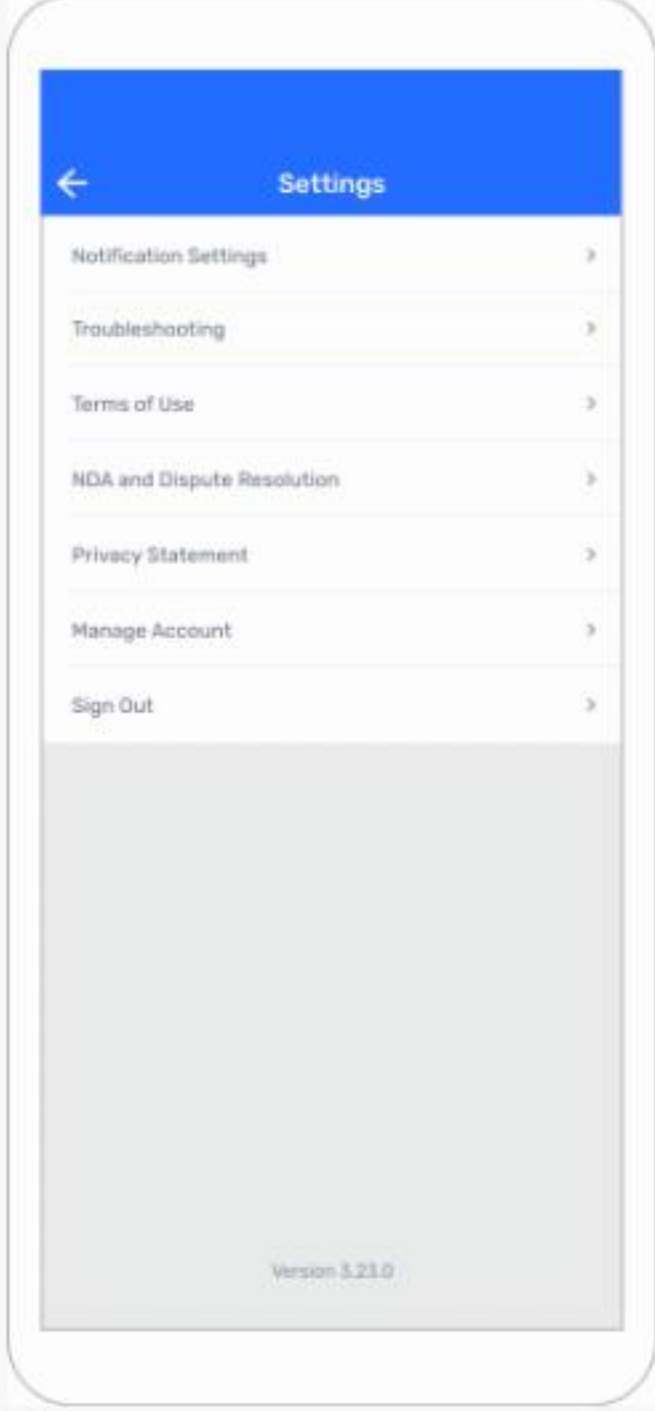 Settings
Notification Settings
Troubleshooting
Terms of Use
NDA and Dispute Resolution
Privacy Statement
Manage Account
Sign Out
Version 3.23.0